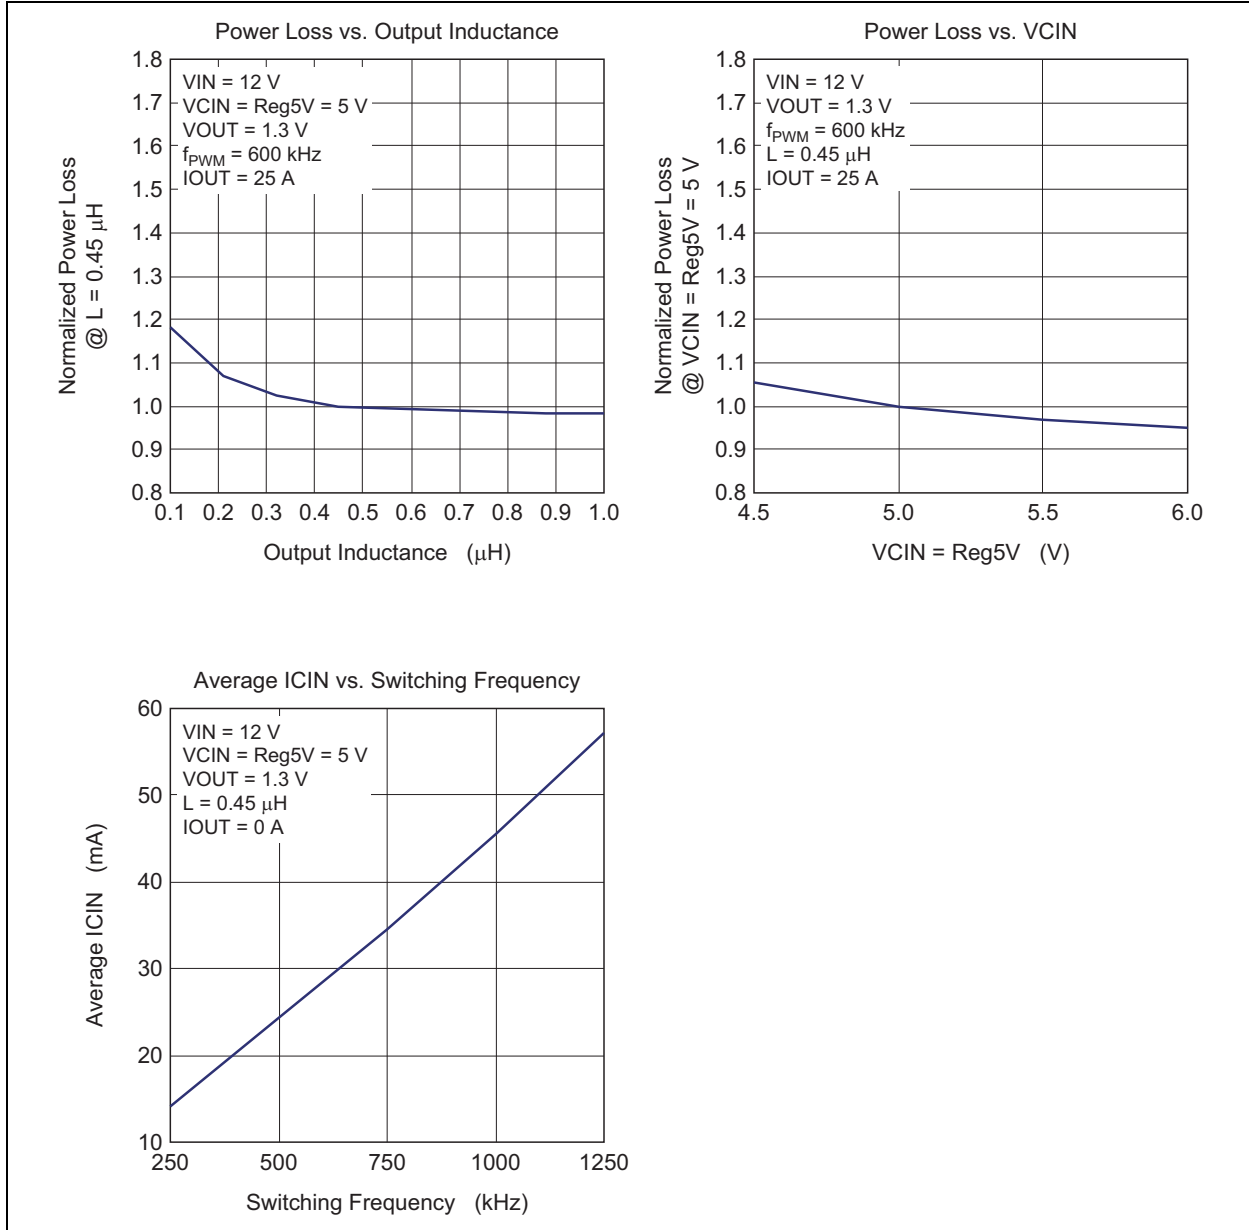 Power Loss vs. Output Inductance
1.8
1.7
1.6
1.5
1.4
1.3
1.2
1.1
1.0
0.9
0.8
Normalized Power Loss
@ L = 0.45 μH
VIN = 12 V
VCIN = Reg5V = 5 V
VOUT = 1.3 V
fPWM = 600 kHz
IOUT = 25 A
0.1 0.2 0.3 0.4 0.5 0.6 0.7 0.8 0.9 1.0
Output Inductance (μH)
Power Loss vs. VCIN
1.8
1.7
1.6
1.5
1.4
1.3
1.2
1.1
1.0
0.9
0.8
Normalized Power Loss
@ VCIN = Reg5V = 5 V
VIN = 12 V
VOUT = 1.3 V
fPWM = 600 kHz
L = 0.45 μH
IOUT = 25 A
4.5 5.0 5.5 6.0
VCIN = Reg5V (V)
Average ICIN vs. Switching Frequency
60
50
40
30
20
10
Average ICIN (mA)
VIN = 12 V
VCIN = Reg5V = 5 V
VOUT = 1.3 V
L = 0.45 μH
IOUT = 0 A
250 500 750 1000 1250
Switching Frequency (kHz)